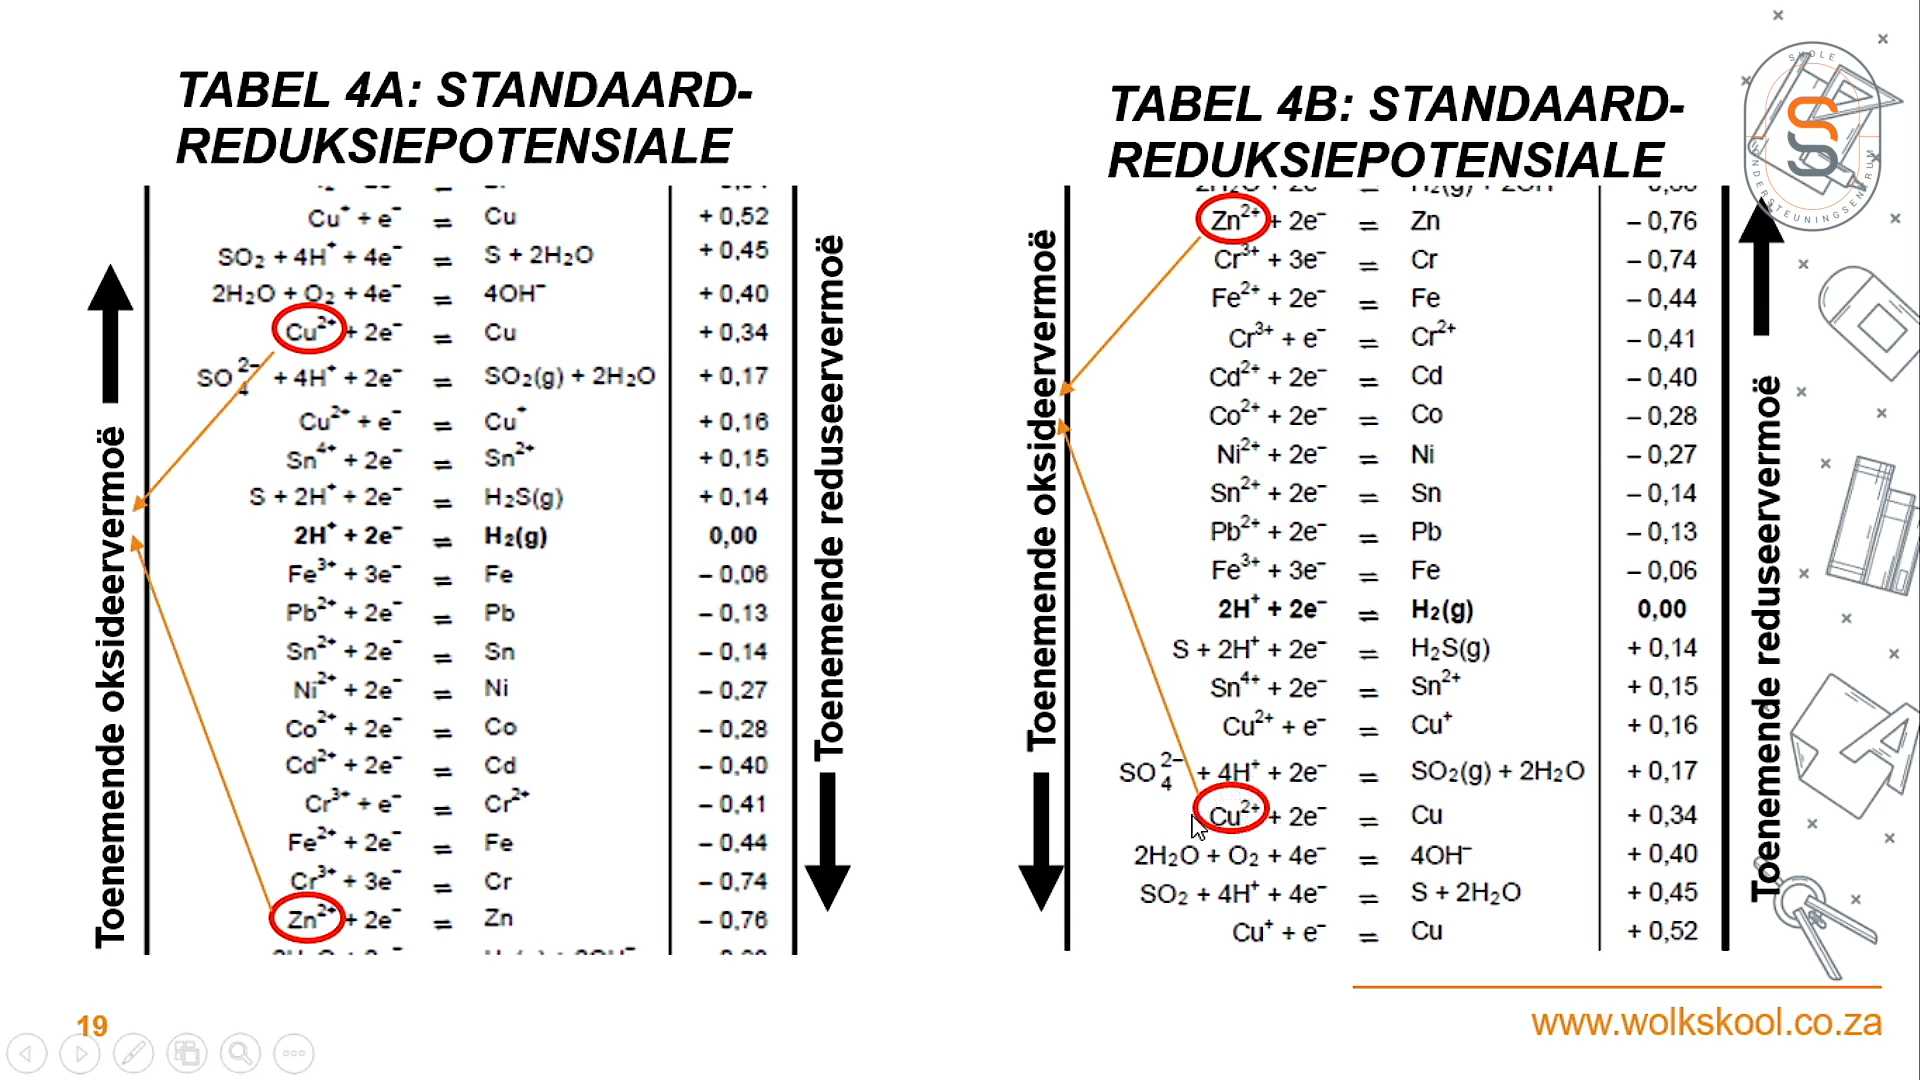 TABEL 4A: STANDAARD-
REDUKSIEPOTENSIALE
Cu⁺ + e⁻ ⇌ Cu + 0,52
SO₂ + 4H⁺ + 4e⁻ ⇌ S + 2H₂O + 0,45
2H₂O + O₂ + 4e⁻ ⇌ 4OH⁻ + 0,40
Cu²⁺ + 2e⁻ ⇌ Cu + 0,34
SO₄²⁻ + 4H⁺ + 2e⁻ ⇌ SO₂(g) + 2H₂O + 0,17
Cu²⁺ + e⁻ ⇌ Cu⁺ + 0,16
Sn⁴⁺ + 2e⁻ ⇌ Sn²⁺ + 0,15
S + 2H⁺ + 2e⁻ ⇌ H₂S(g) + 0,14
2H⁺ + 2e⁻ ⇌ H₂(g) 0,00
Fe³⁺ + 3e⁻ ⇌ Fe – 0,06
Pb²⁺ + 2e⁻ ⇌ Pb – 0,13
Sn²⁺ + 2e⁻ ⇌ Sn – 0,14
Ni²⁺ + 2e⁻ ⇌ Ni – 0,27
Co²⁺ + 2e⁻ ⇌ Co – 0,28
Cd²⁺ + 2e⁻ ⇌ Cd – 0,40
Cr³⁺ + e⁻ ⇌ Cr²⁺ – 0,41
Fe²⁺ + 2e⁻ ⇌ Fe – 0,44
Cr³⁺ + 3e⁻ ⇌ Cr – 0,74
Zn²⁺ + 2e⁻ ⇌ Zn – 0,76
Toenemende oksideervermoë
Toenemende reduseervermoë
TABEL 4B: STANDAARD-
REDUKSIEPOTENSIALE
Zn²⁺ + 2e⁻ ⇌ Zn – 0,76
Cr³⁺ + 3e⁻ ⇌ Cr – 0,74
Fe²⁺ + 2e⁻ ⇌ Fe – 0,44
Cr³⁺ + e⁻ ⇌ Cr²⁺ – 0,41
Cd²⁺ + 2e⁻ ⇌ Cd – 0,40
Co²⁺ + 2e⁻ ⇌ Co – 0,28
Ni²⁺ + 2e⁻ ⇌ Ni – 0,27
Sn²⁺ + 2e⁻ ⇌ Sn – 0,14
Pb²⁺ + 2e⁻ ⇌ Pb – 0,13
Fe³⁺ + 3e⁻ ⇌ Fe – 0,06
2H⁺ + 2e⁻ ⇌ H₂(g) 0,00
S + 2H⁺ + 2e⁻ ⇌ H₂S(g) + 0,14
Sn⁴⁺ + 2e⁻ ⇌ Sn²⁺ + 0,15
Cu²⁺ + e⁻ ⇌ Cu⁺ + 0,16
SO₄²⁻ + 4H⁺ + 2e⁻ ⇌ SO₂(g) + 2H₂O + 0,17
Cu²⁺ + 2e⁻ ⇌ Cu + 0,34
2H₂O + O₂ + 4e⁻ ⇌ 4OH⁻ + 0,40
SO₂ + 4H⁺ + 4e⁻ ⇌ S + 2H₂O + 0,45
Cu⁺ + e⁻ ⇌ Cu + 0,52
Toenemende oksideervermoë
Toenemende reduseervermoë
SKOLE
ONDERSTEUNINGSENTRUM
19
www.wolkskool.co.za